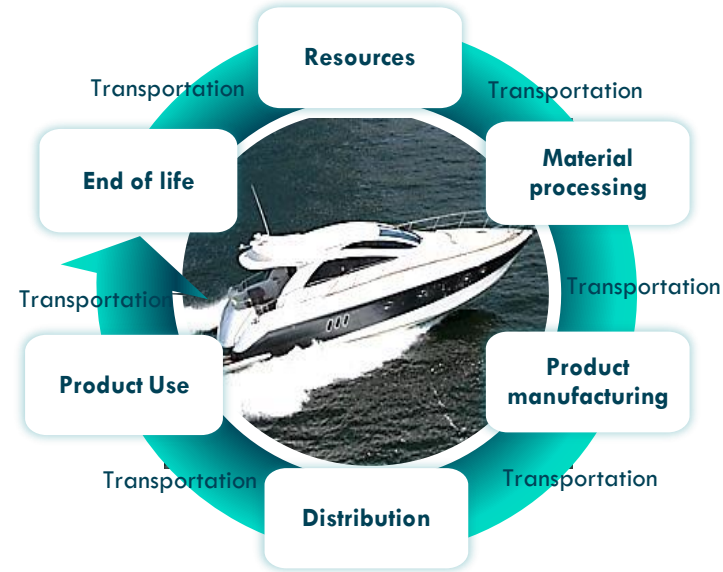 Resources
Transportation
Transportation
End of life
Material
processing
Transportation
Transportation
Product Use
Product
manufacturing
Transportation
Transportation
Distribution